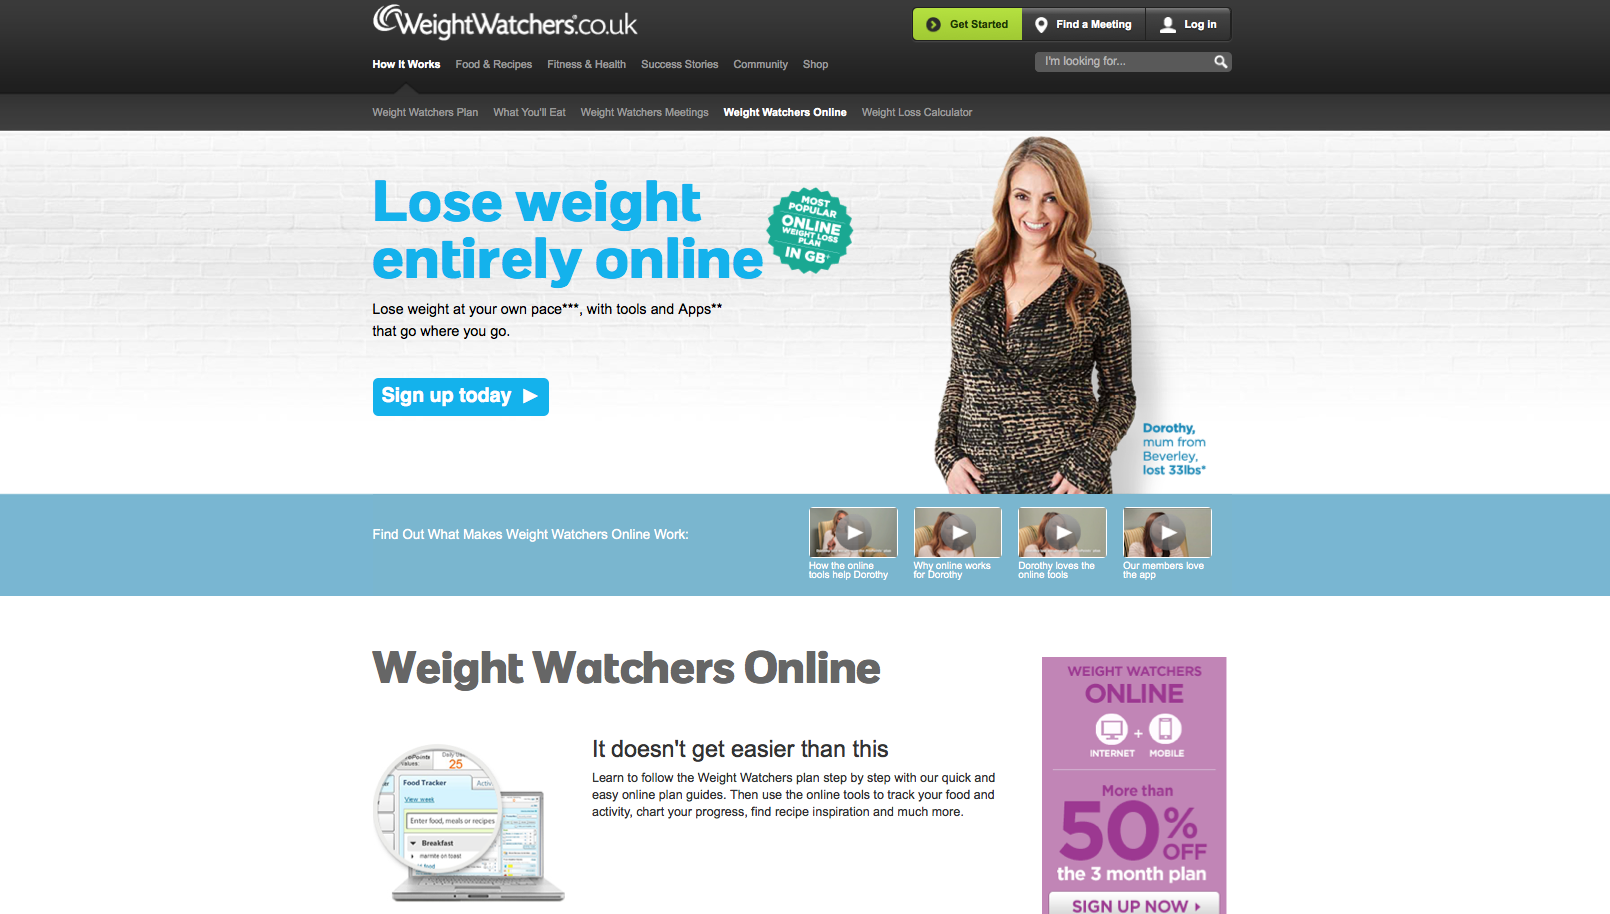 WeightWatchers.co.uk
Get Started
Find a Meeting
Log in
How It Works
Food & Recipes
Fitness & Health
Success Stories
Community
Shop
I'm looking for...
Weight Watchers Plan
What You'll Eat
Weight Watchers Meetings
Weight Watchers Online
Weight Loss Calculator
Lose weight
entirely online
MOST
POPULAR
ONLINE
WEIGHT LOSS
PLAN
IN GB+
Lose weight at your own pace***, with tools and Apps**
that go where you go.
Sign up today
Dorothy,
mum from
Beverley,
lost 33lbs*
Find Out What Makes Weight Watchers Online Work:
How the online
tools help Dorothy
Why online works
for Dorothy
Dorothy loves the
online tools
Our members love
the app
Weight Watchers Online
It doesn't get easier than this
Learn to follow the Weight Watchers plan step by step with our quick and
easy online plan guides. Then use the online tools to track your food and
activity, chart your progress, find recipe inspiration and much more.
Points
values:
Daily
25
Food Tracker
Activ
View week
Enter food, meals or recipes
Breakfast
marmite on toast
food
WEIGHT WATCHERS
ONLINE
+
INTERNET
MOBILE
More than
50%
OFF
the 3 month plan
SIGN UP NOW